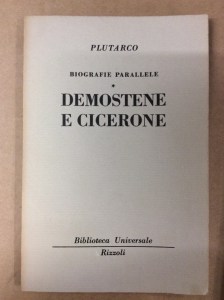 PLUTARCO
BIOGRAFIE PARALLELE
*
DEMOSTENE
E CICERONE
Biblioteca Universale
Rizzoli